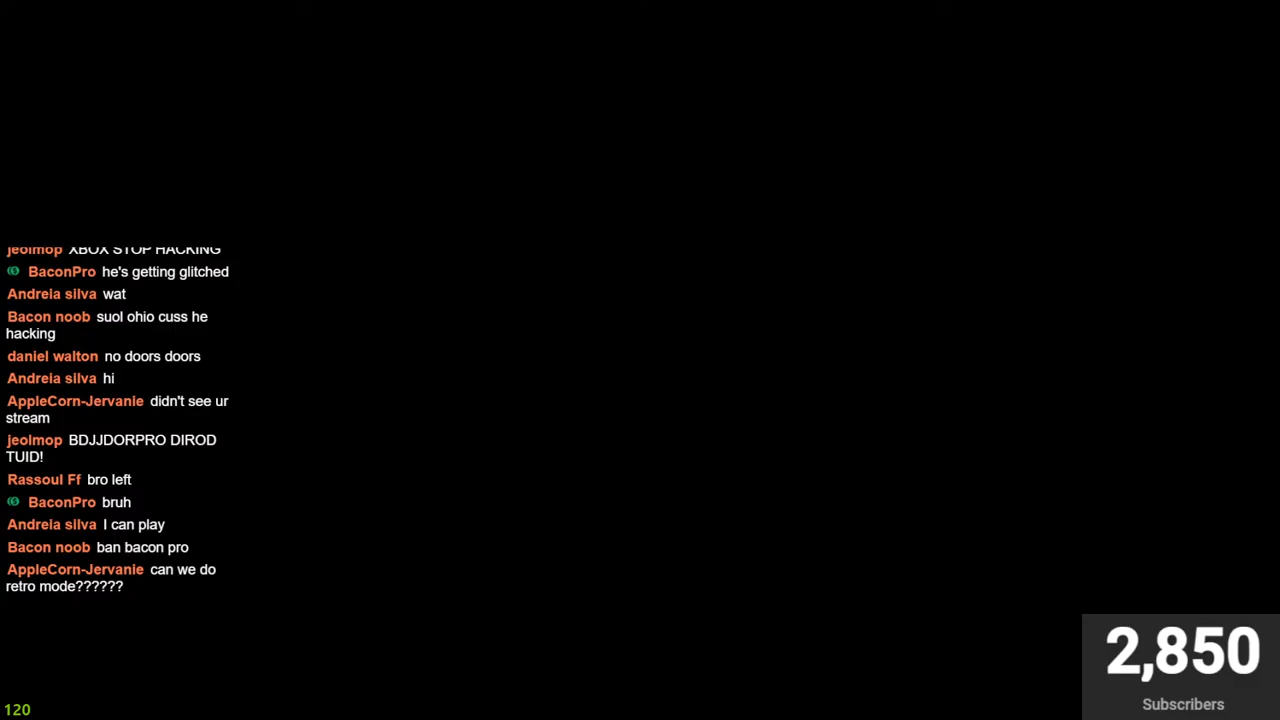 jeolmop XBOX STOP HACKING
BaconPro he's getting glitched
Andreia silva wat
Bacon noob suol ohio cuss he
hacking
daniel walton no doors doors
Andreia silva hi
AppleCorn-Jervanie didn't see ur
stream
jeolmop BDJJDORPRO DIROD
TUID!
Rassoul Ff bro left
BaconPro bruh
Andreia silva I can play
Bacon noob ban bacon pro
AppleCorn-Jervanie can we do
retro mode??????
2,850
Subscribers
120